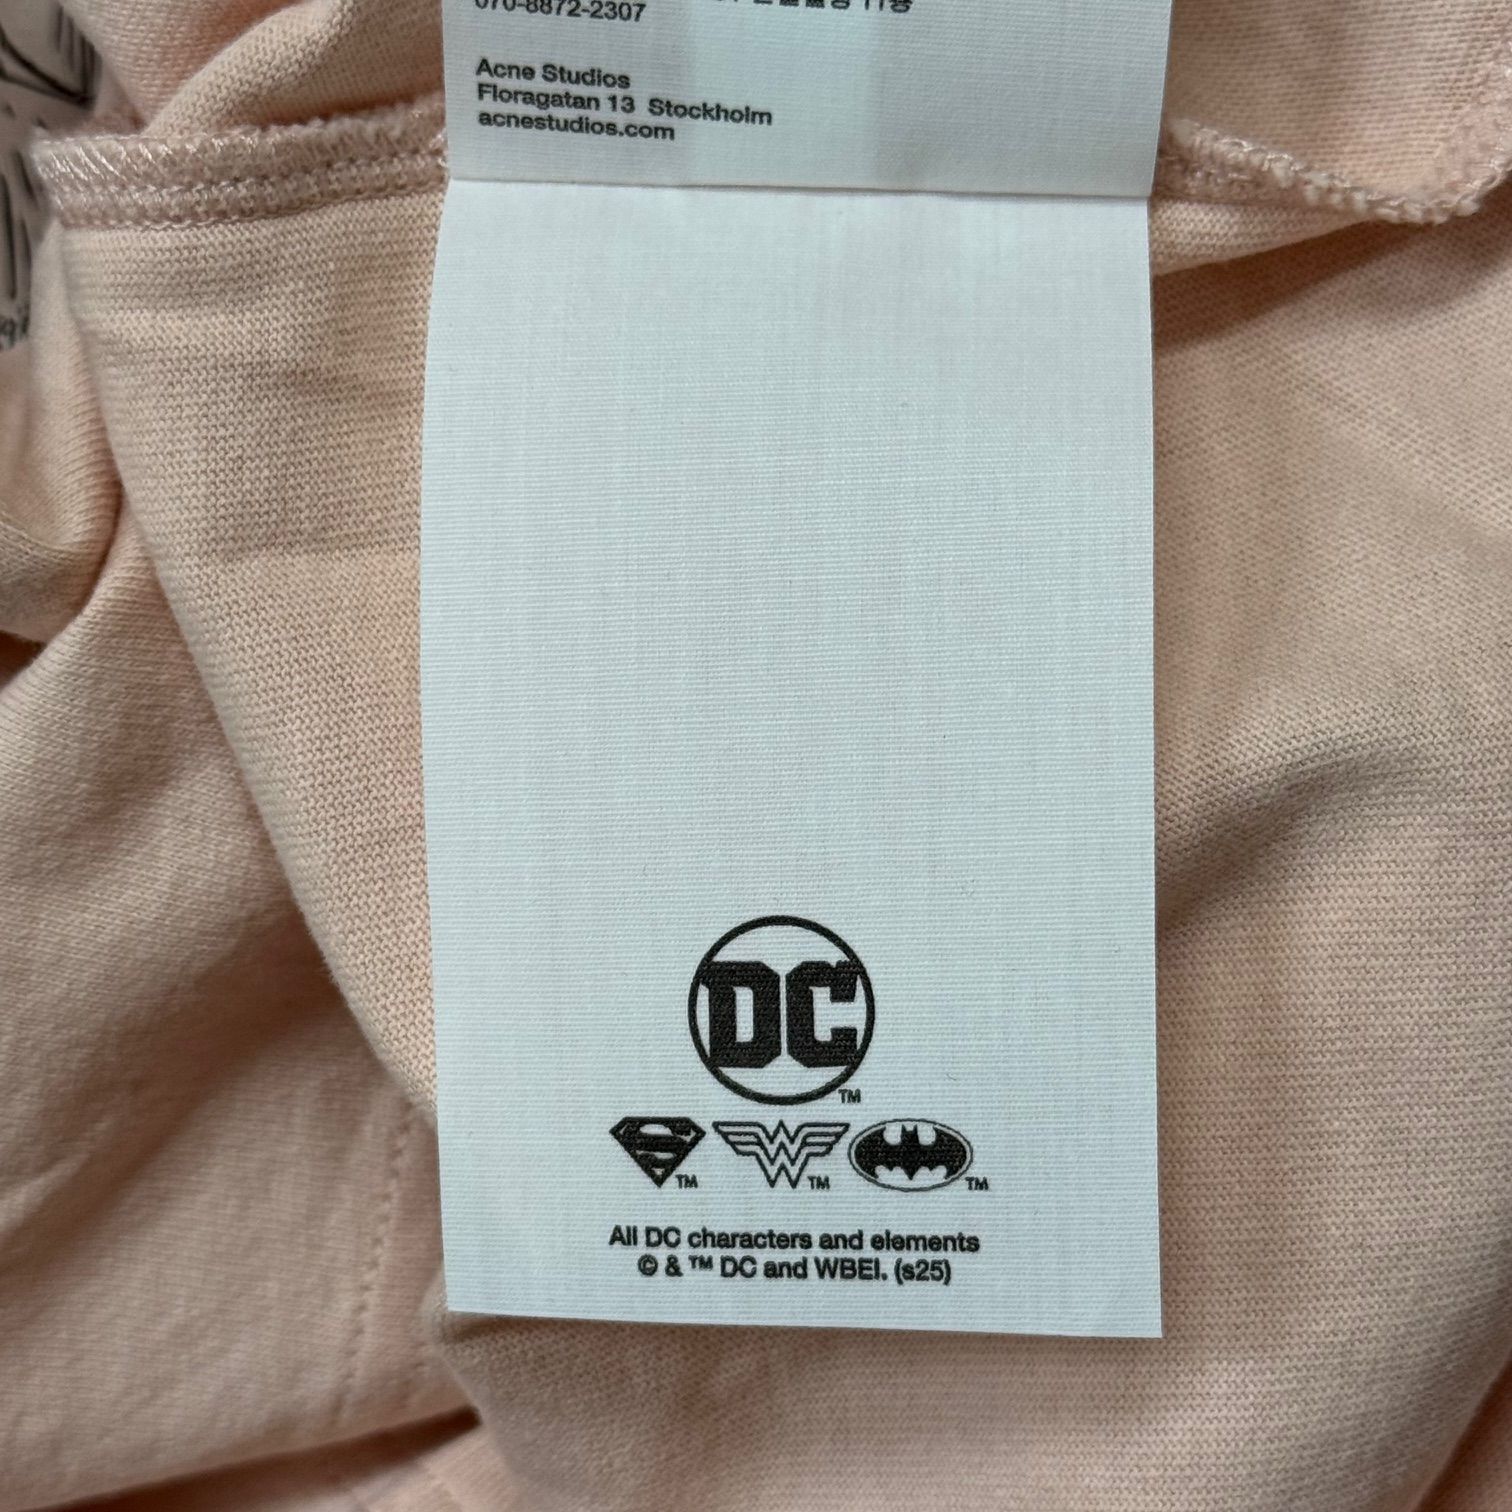 070-8872-2307
Acne Studios
Floragatan 13 Stockholm
acnestudios.com
DC TM
TM TM TM
All DC characters and elements
© & ™ DC and WBEI. (s25)